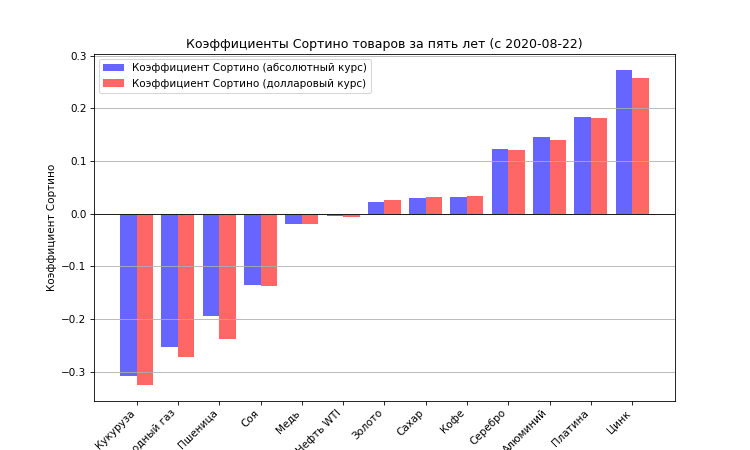 Коэффициенты Сортино товаров за пять лет (с 2020-08-22)
Коэффициент Сортино (абсолютный курс)
Коэффициент Сортино (долларовый курс)
Коэффициент Сортино
0.3
0.2
0.1
0.0
−0.1
−0.2
−0.3
Кукуруза
одный газ
Пшеница
Соя
Медь
Нефть WTI
Золото
Сахар
Кофе
Серебро
Алюминий
Платина
Цинк